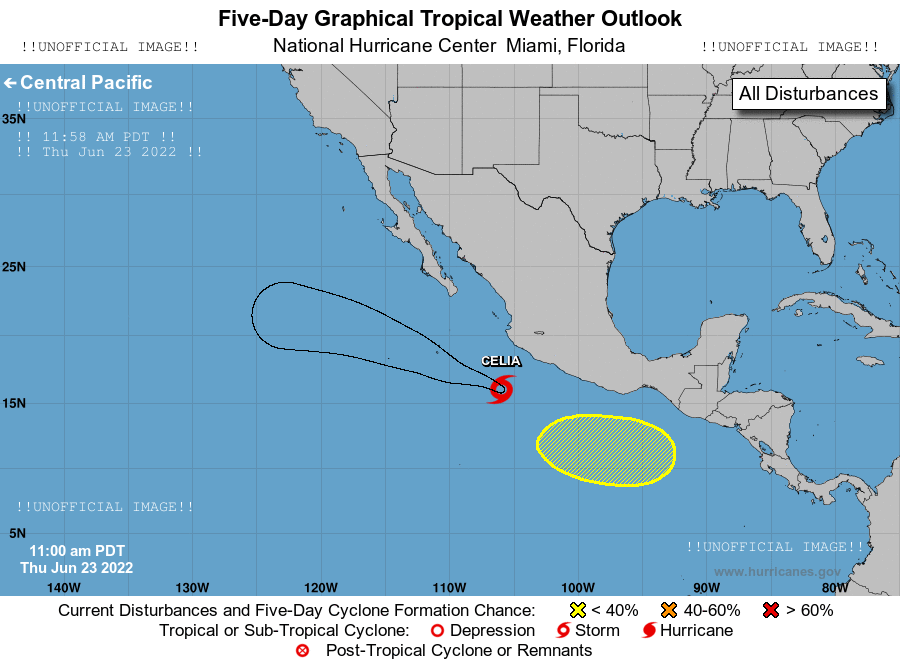 Five-Day Graphical Tropical Weather Outlook
!!UNOFFICIAL IMAGE!! National Hurricane Center Miami, Florida !!UNOFFICIAL IMAGE!!
← Central Pacific
All Disturbances
!!UNOFFICIAL IMAGE!!
35N
!! 11:58 AM PDT !!
!! Thu Jun 23 2022 !!
25N
CELIA
15N
!!UNOFFICIAL IMAGE!!
5N
11:00 am PDT
Thu Jun 23 2022
!!UNOFFICIAL IMAGE!!
www.hurricanes.gov
140W 130W 120W 110W 100W 90W 80W
Current Disturbances and Five-Day Cyclone Formation Chance: < 40% 40-60% > 60%
Tropical or Sub-Tropical Cyclone: Depression Storm Hurricane
Post-Tropical Cyclone or Remnants